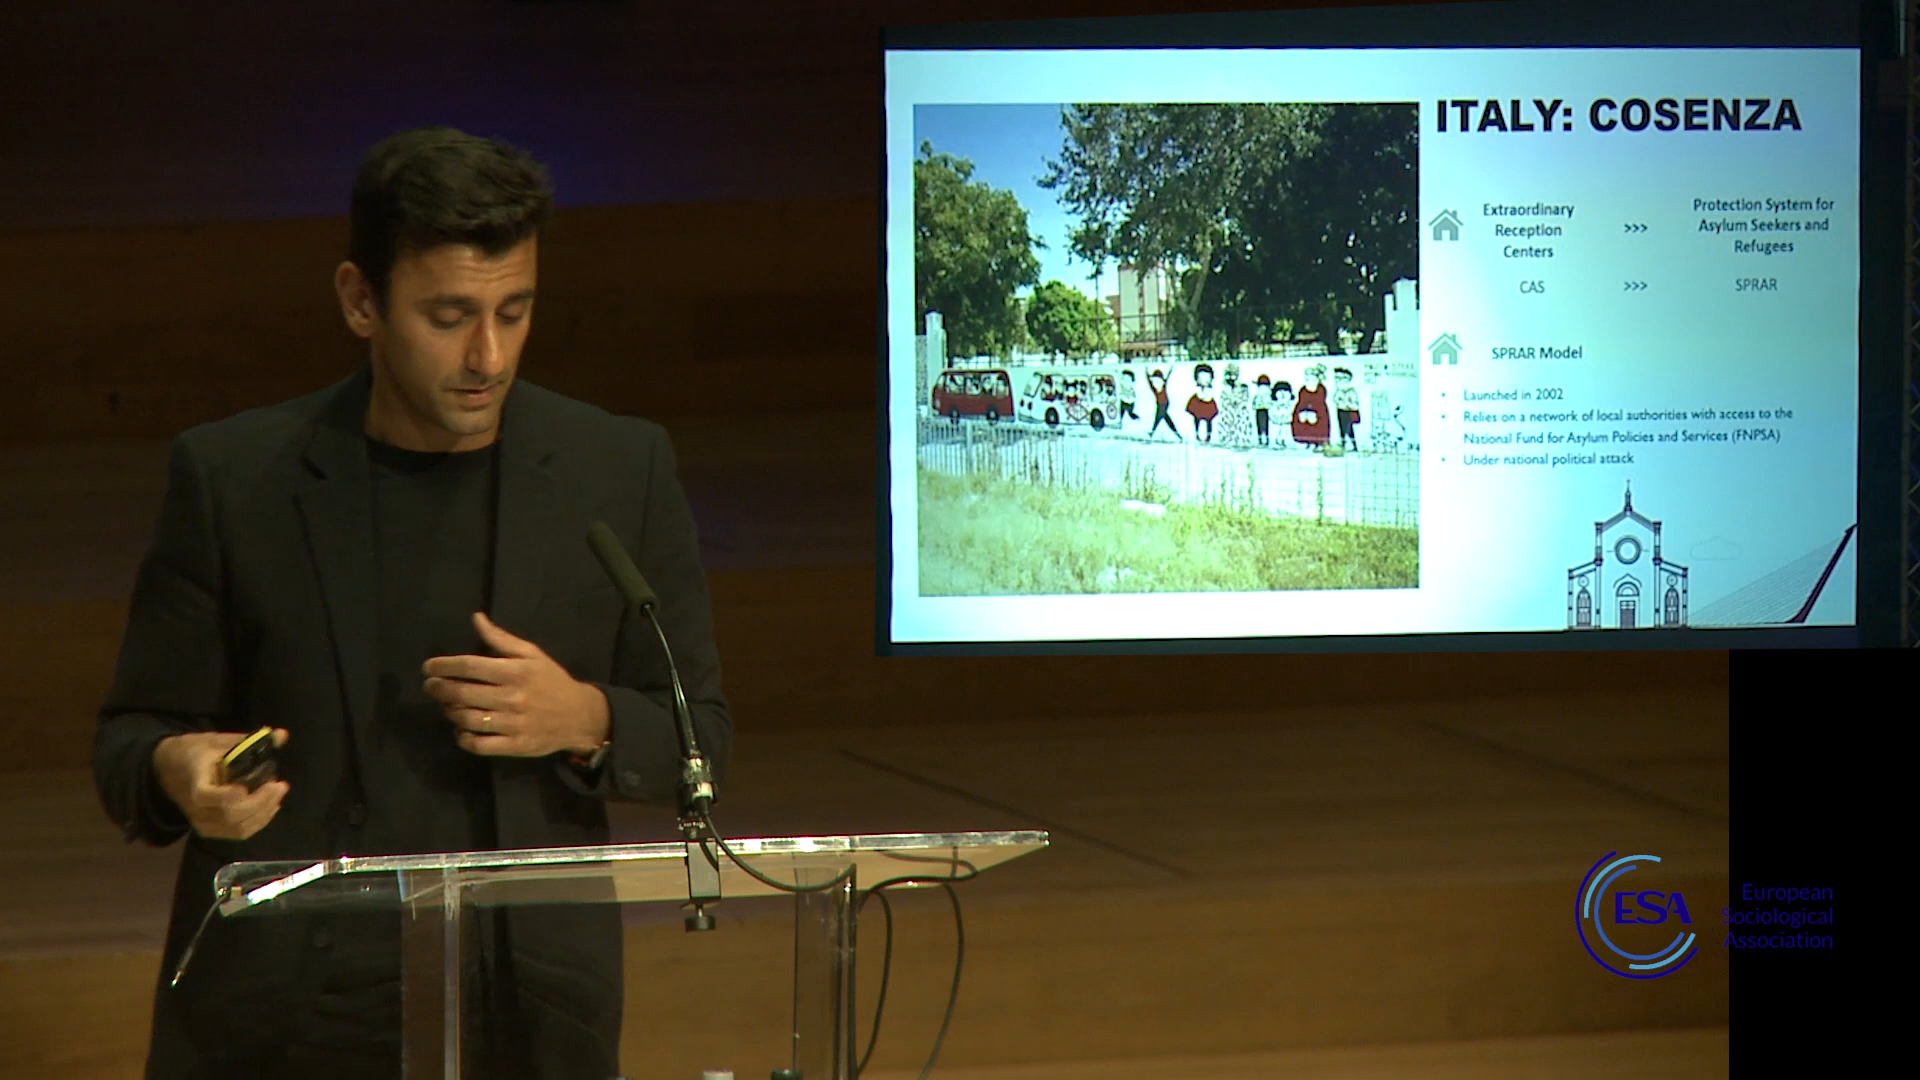 ITALY: COSENZA
Extraordinary
Reception
Centers
>>>
Protection System for
Asylum Seekers and
Refugees
CAS
>>>
SPRAR
SPRAR Model
• Launched in 2002
• Relies on a network of local authorities with access to the
National Fund for Asylum Policies and Services (FNPSA)
• Under national political attack
ESA
European
Sociological
Association